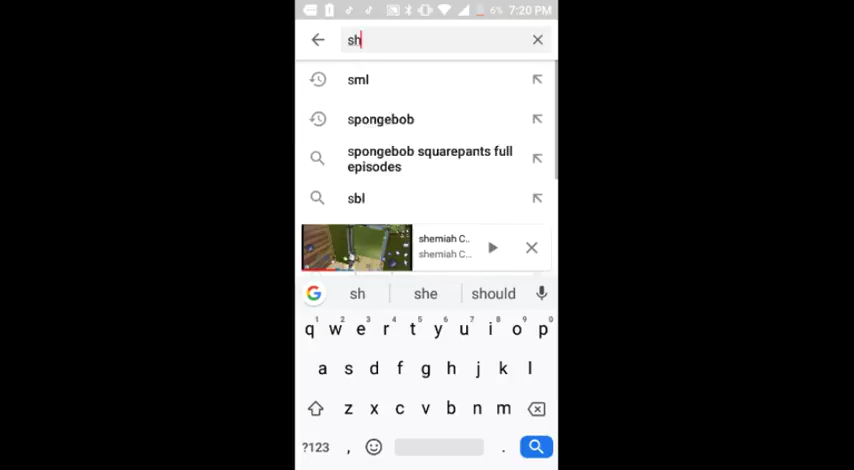 6% 7:20 PM
sh
sml
spongebob
spongebob squarepants full
episodes
sbl
shemiah C..
shemiah C...
sh she should
1 2 3 4 5 6 7 8 9 0
q w e r t y u i o p
a s d f g h j k l
z x c v b n m
?123 , .